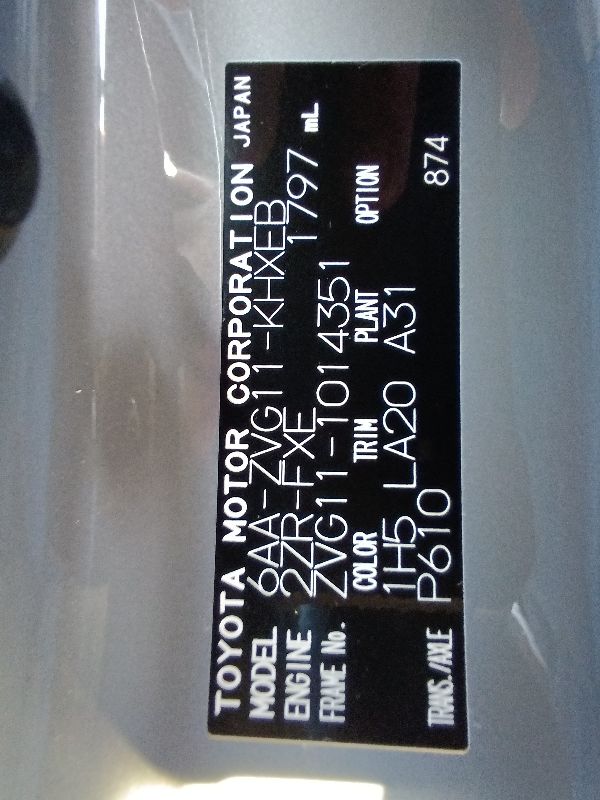 TOYOTA MOTOR CORPORATION JAPAN
MODEL 6AA-ZVG11-KHXEB
ENGINE 2ZR-FXE 1797 mL
FRAME No. ZVG11-1014351
COLOR TRIM PLANT OPTION
1H5 LA20 A31
TRANS./AXLE P610 874